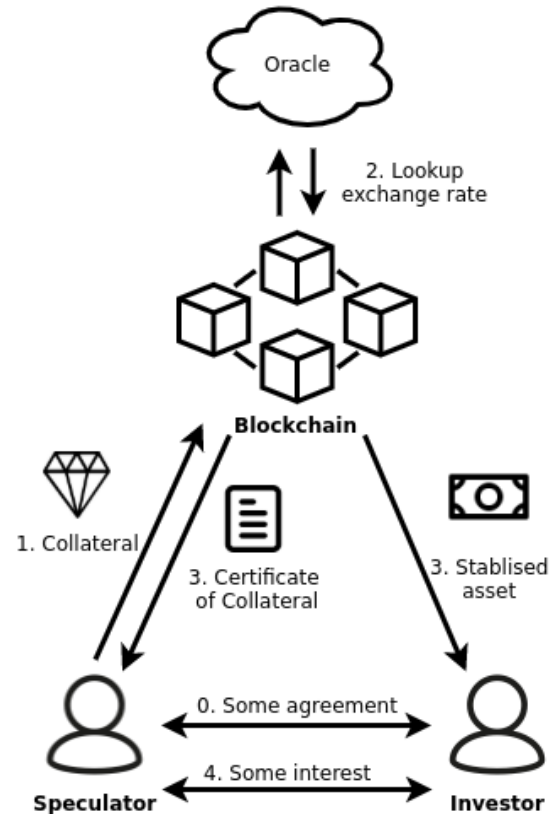 Oracle
2. Lookup
exchange rate
Blockchain
1. Collateral
3. Certificate
of Collateral
3. Stablised
asset
0. Some agreement
4. Some interest
Speculator
Investor